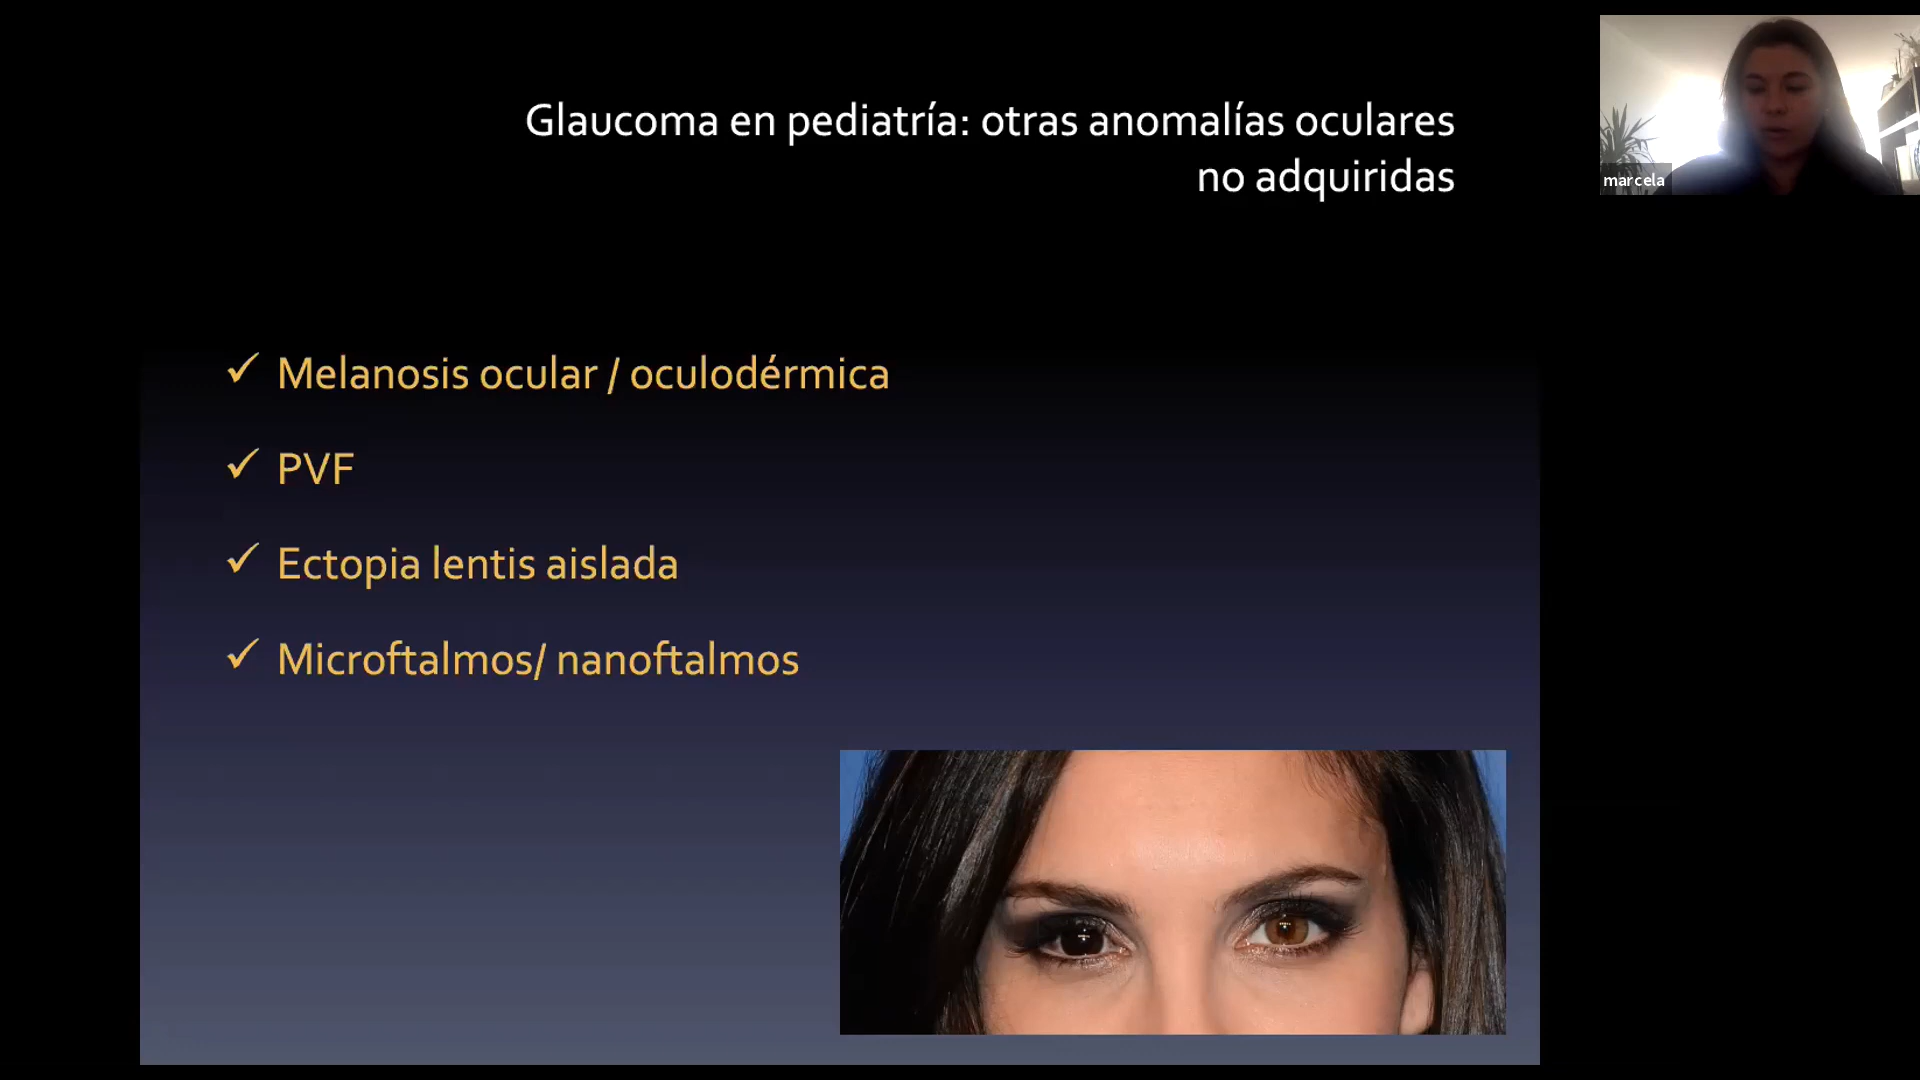 Glaucoma en pediatría: otras anomalías oculares
no adquiridas
marcela
✓ Melanosis ocular / oculodérmica
✓ PVF
✓ Ectopia lentis aislada
✓ Microftalmos/ nanoftalmos